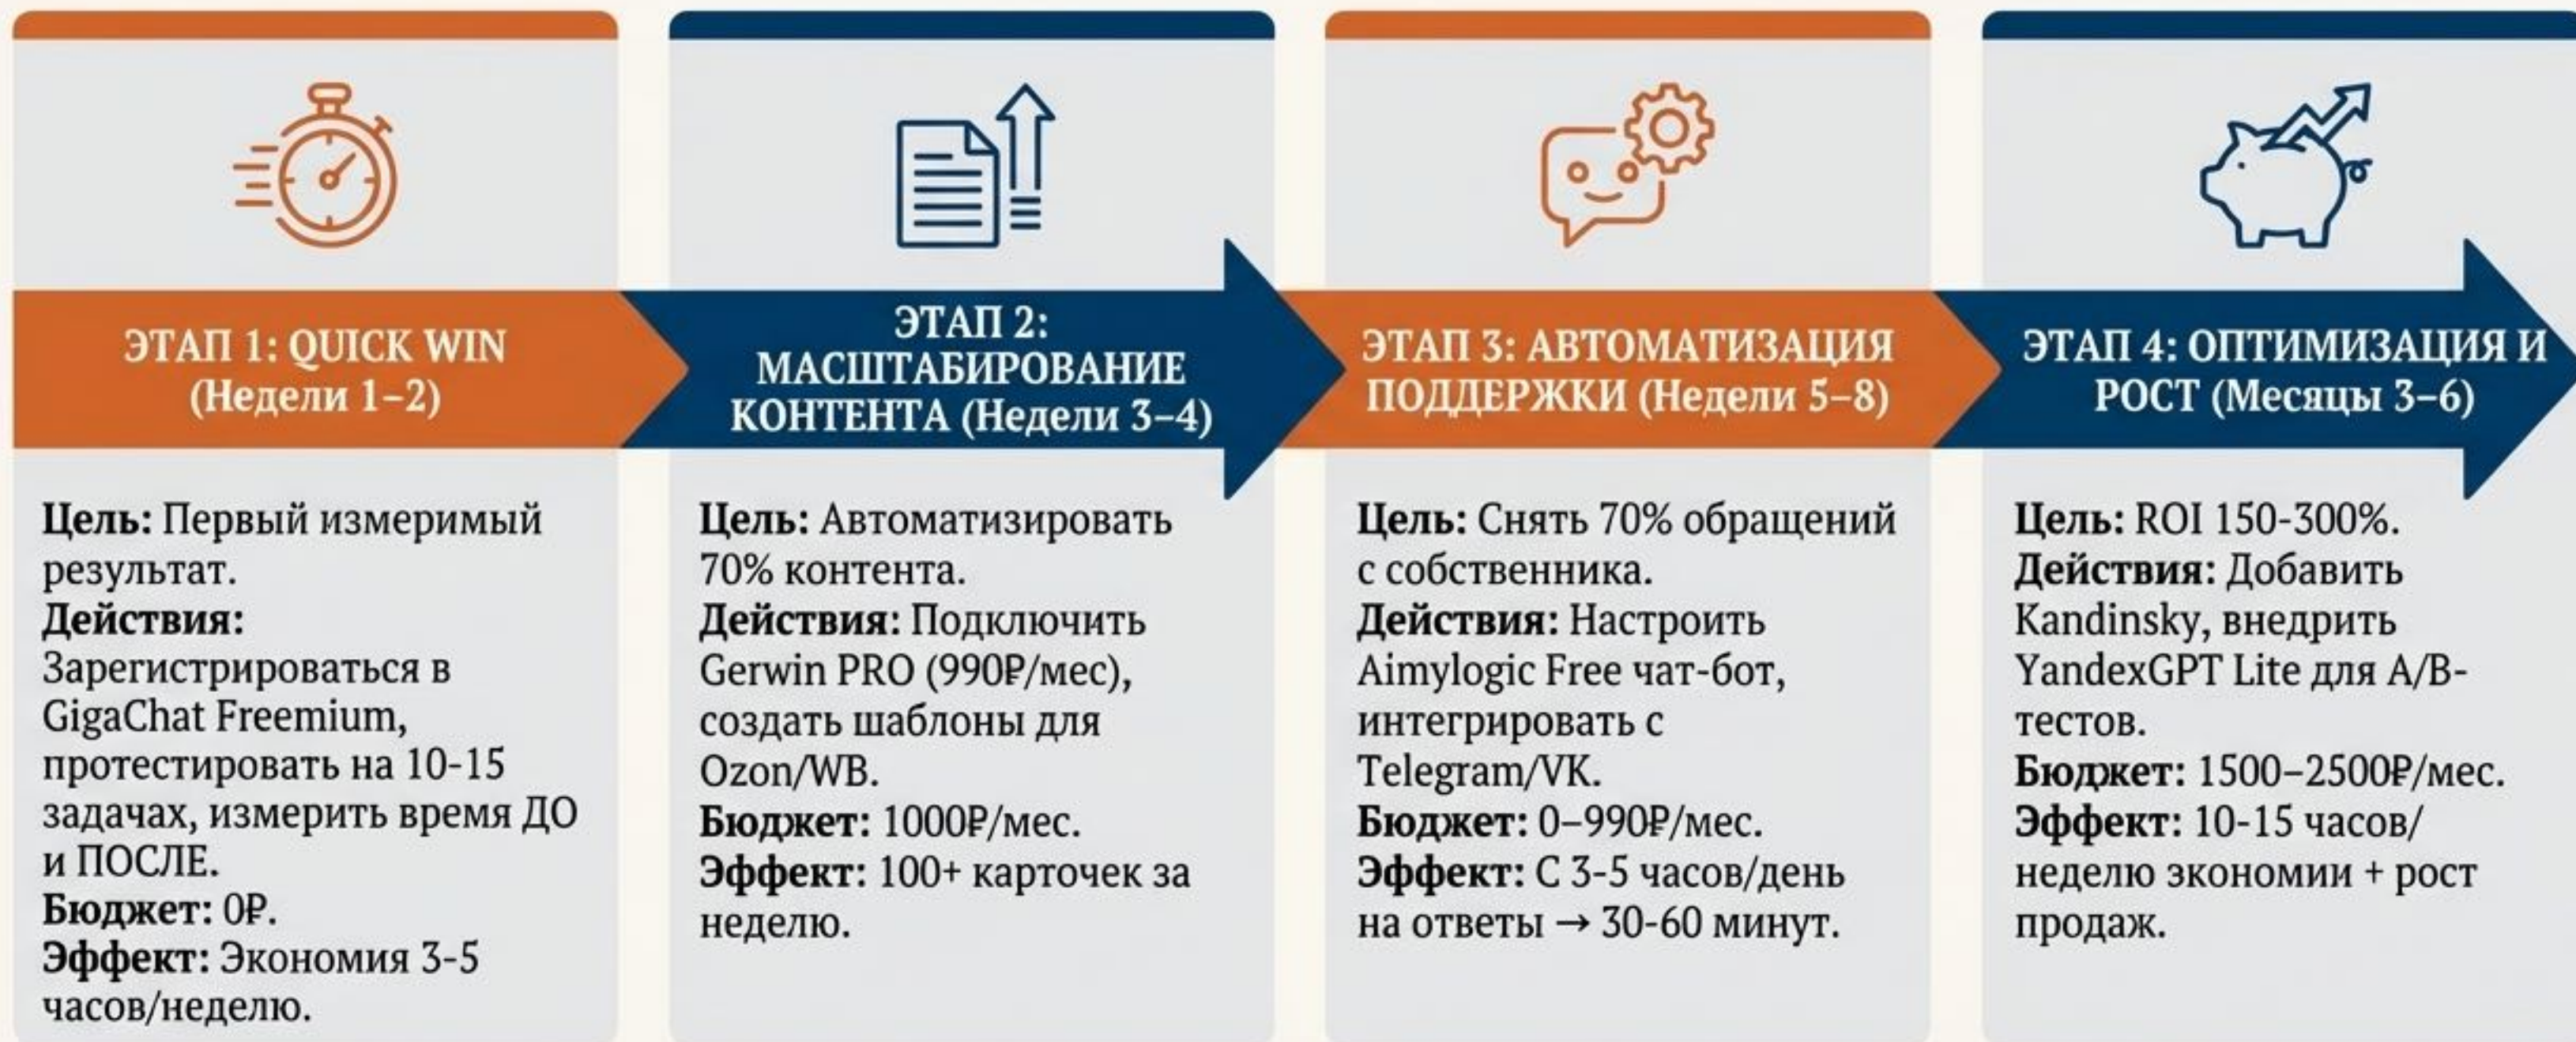 ЭТАП 1: QUICK WIN
(Недели 1–2)
Цель: Первый измеримый
результат.
Действия:
Зарегистрироваться в
GigaChat Freemium,
протестировать на 10-15
задачах, измерить время ДО
и ПОСЛЕ.
Бюджет: 0₽.
Эффект: Экономия 3-5
часов/неделю.
ЭТАП 2:
МАСШТАБИРОВАНИЕ
КОНТЕНТА (Недели 3–4)
Цель: Автоматизировать
70% контента.
Действия: Подключить
Gerwin PRO (990₽/мес),
создать шаблоны для
Ozon/WB.
Бюджет: 1000₽/мес.
Эффект: 100+ карточек за
неделю.
ЭТАП 3: АВТОМАТИЗАЦИЯ
ПОДДЕРЖКИ (Недели 5–8)
Цель: Снять 70% обращений
с собственника.
Действия: Настроить
Aimylogic Free чат-бот,
интегрировать с
Telegram/VK.
Бюджет: 0–990₽/мес.
Эффект: С 3-5 часов/день
на ответы → 30-60 минут.
ЭТАП 4: ОПТИМИЗАЦИЯ И
РОСТ (Месяцы 3–6)
Цель: ROI 150-300%.
Действия: Добавить
Kandinsky, внедрить
YandexGPT Lite для А/В-
тестов.
Бюджет: 1500–2500₽/мес.
Эффект: 10-15 часов/
неделю экономии + рост
продаж.